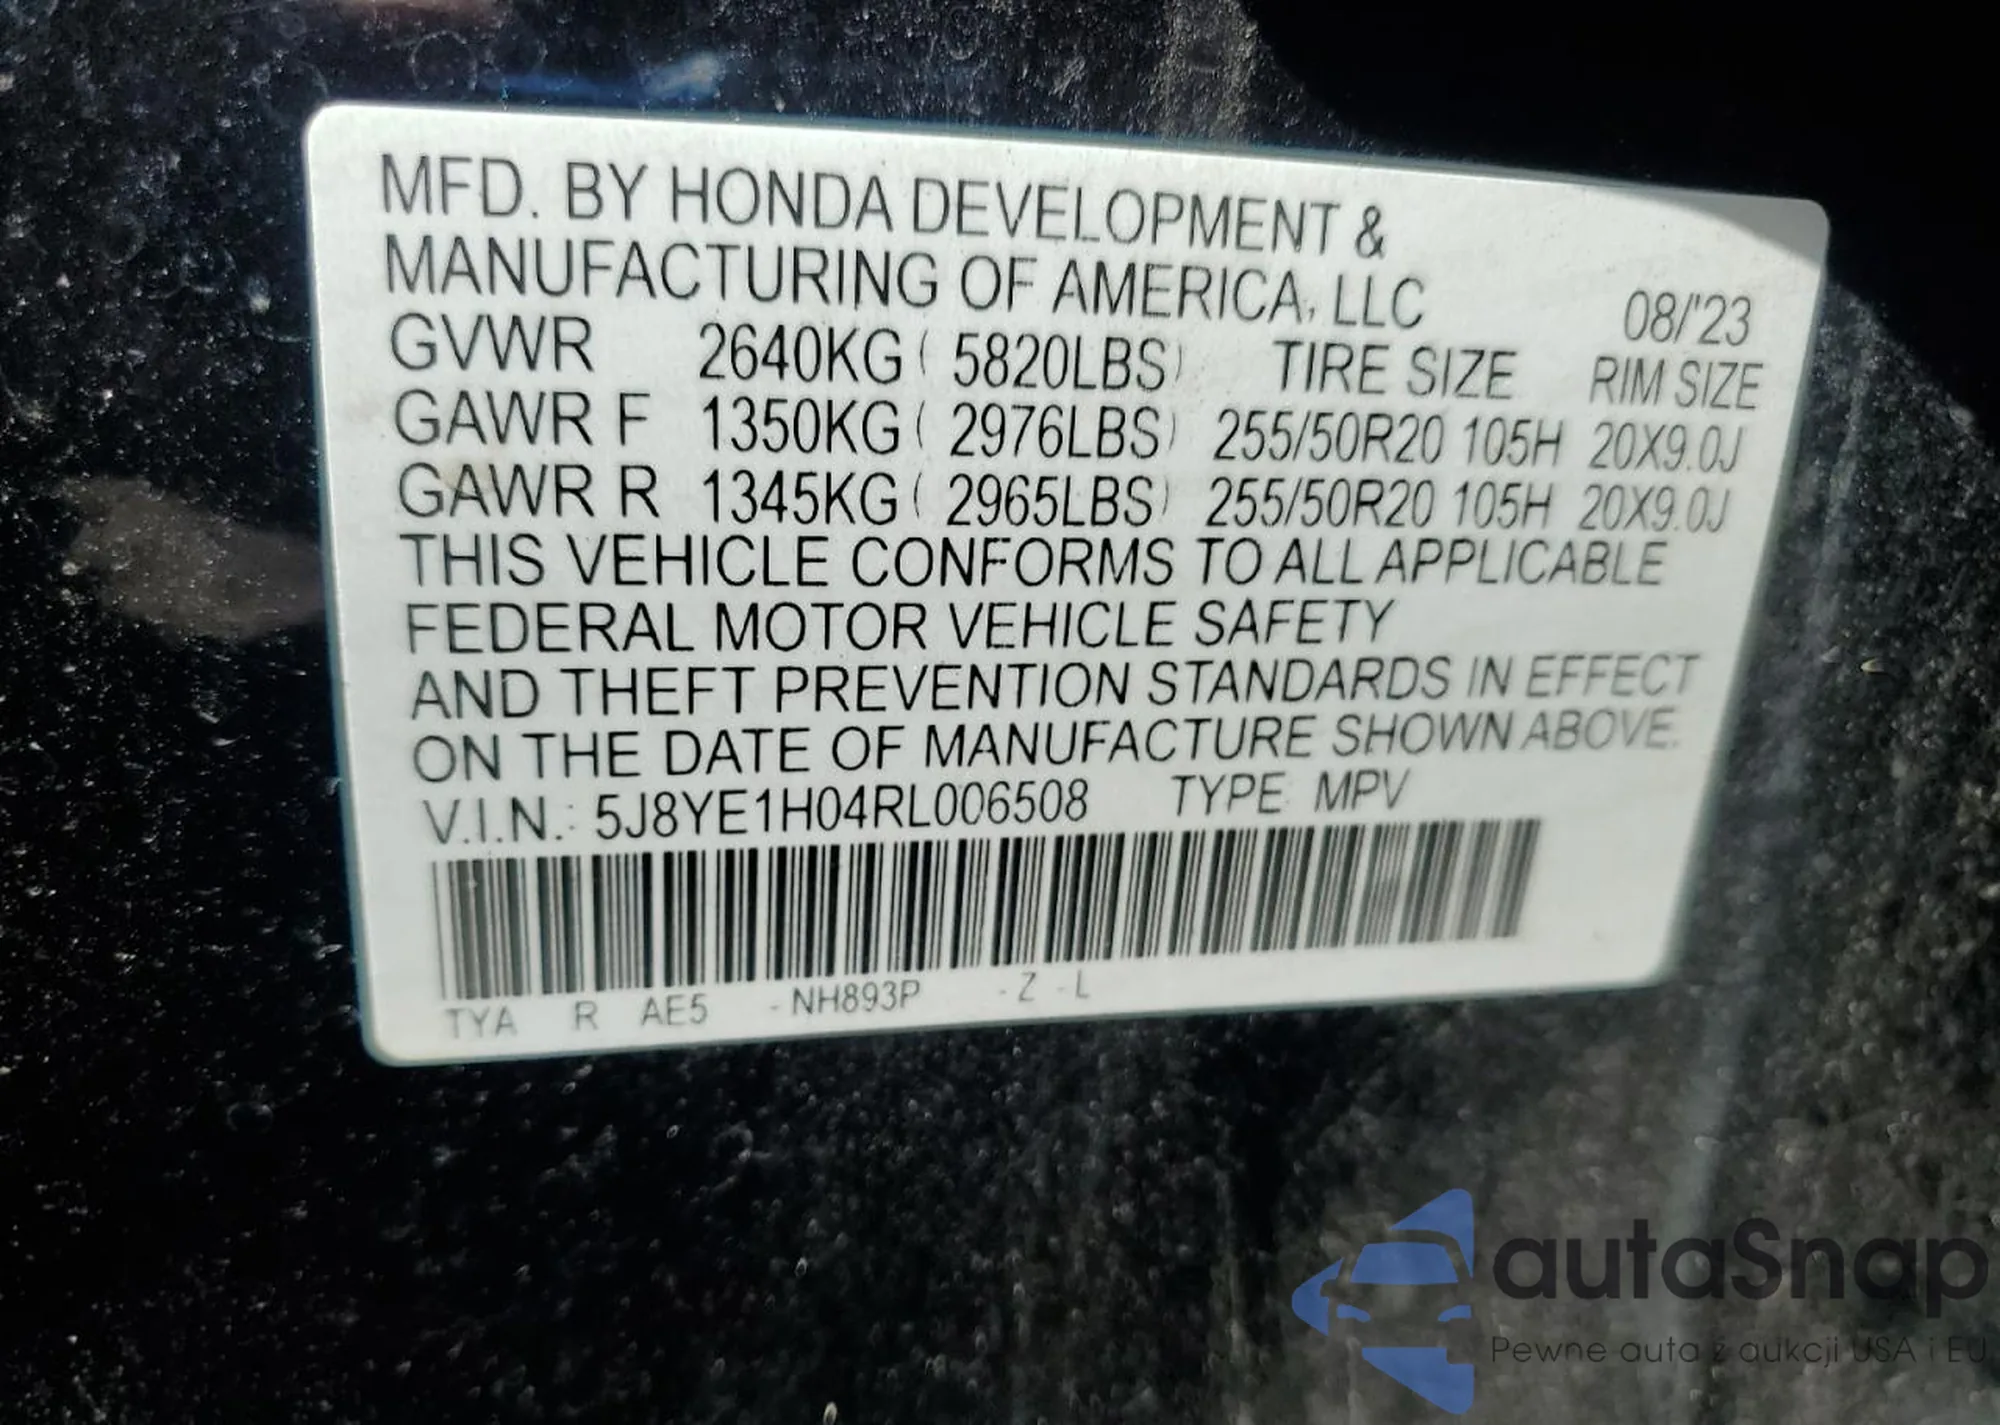 MFD. BY HONDA DEVELOPMENT &
MANUFACTURING OF AMERICA, LLC 08/'23
GVWR 2640KG ( 5820LBS) TIRE SIZE RIM SIZE
GAWR F 1350KG ( 2976LBS) 255/50R20 105H 20X9.0J
GAWR R 1345KG ( 2965LBS) 255/50R20 105H 20X9.0J
THIS VEHICLE CONFORMS TO ALL APPLICABLE
FEDERAL MOTOR VEHICLE SAFETY
AND THEFT PREVENTION STANDARDS IN EFFECT
ON THE DATE OF MANUFACTURE SHOWN ABOVE.
V.I.N.: 5J8YE1H04RL006508 TYPE: MPV
TYA R AE5 -NH893P -Z -L
autaSnap
Pewne auta z aukcji USA i EU